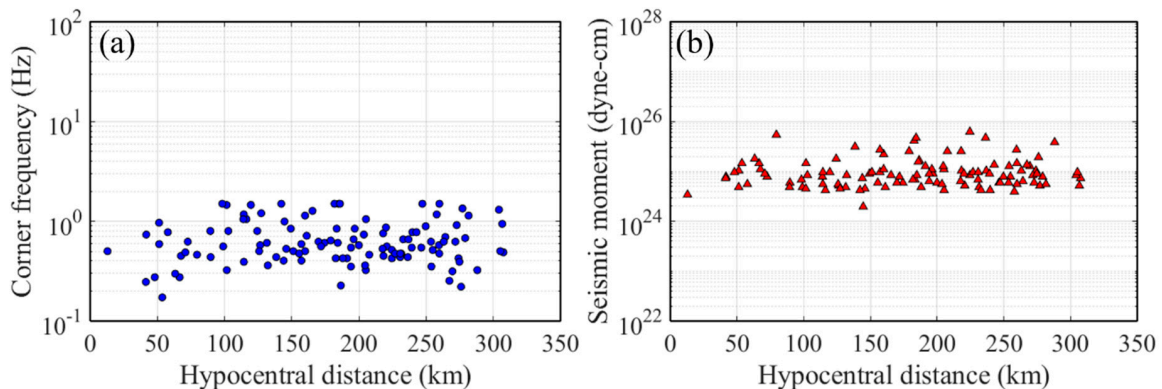 (a)
Corner frequency (Hz)
10^2
10^1
10^0
10^-1
0 50 100 150 200 250 300 350
Hypocentral distance (km)
(b)
Seismic moment (dyne-cm)
10^28
10^26
10^24
10^22
0 50 100 150 200 250 300 350
Hypocentral distance (km)